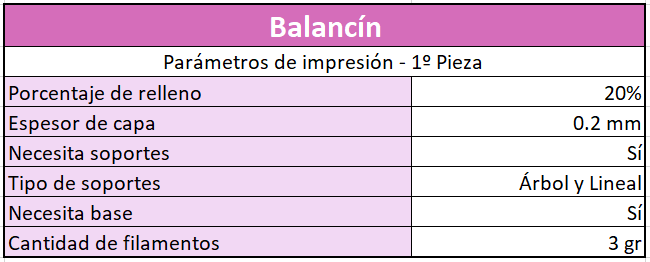 Balancín
Parámetros de impresión - 1º Pieza
Porcentaje de relleno 20%
Espesor de capa 0.2 mm
Necesita soportes Sí
Tipo de soportes Árbol y Lineal
Necesita base Sí
Cantidad de filamentos 3 gr